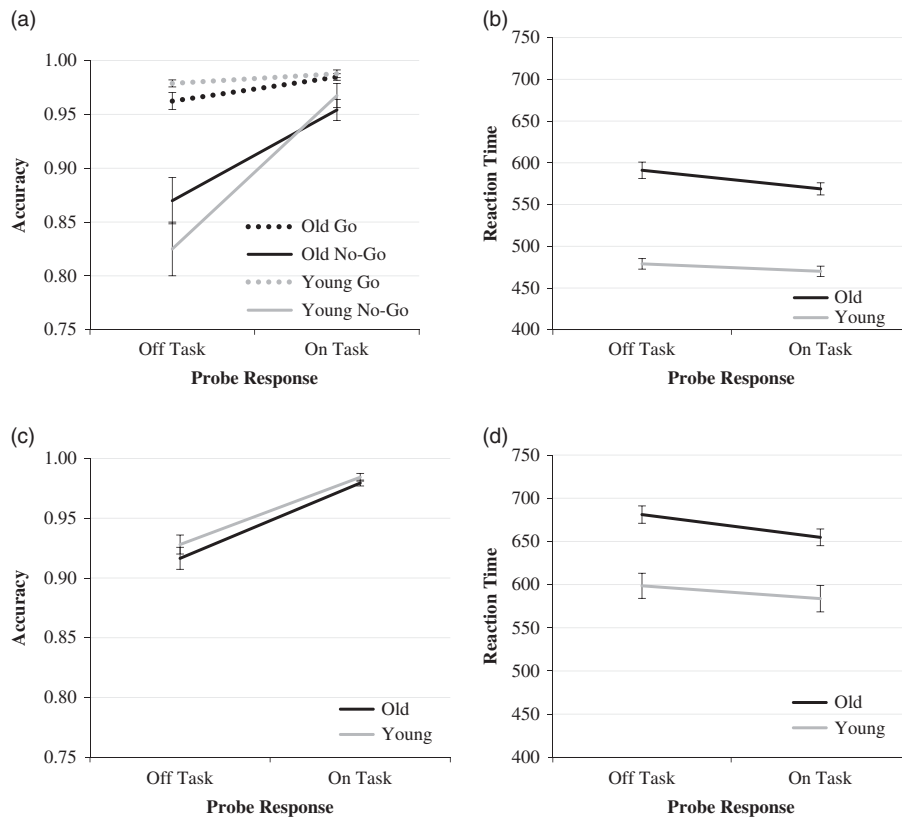 (a)
1.00
0.95
0.90
0.85
0.80
0.75
Accuracy
Old Go
Old No-Go
Young Go
Young No-Go
Off Task
On Task
Probe Response
(b)
750
700
650
600
550
500
450
400
Reaction Time
Old
Young
Off Task
On Task
Probe Response
(c)
1.00
0.95
0.90
0.85
0.80
0.75
Accuracy
Old
Young
Off Task
On Task
Probe Response
(d)
750
700
650
600
550
500
450
400
Reaction Time
Old
Young
Off Task
On Task
Probe Response